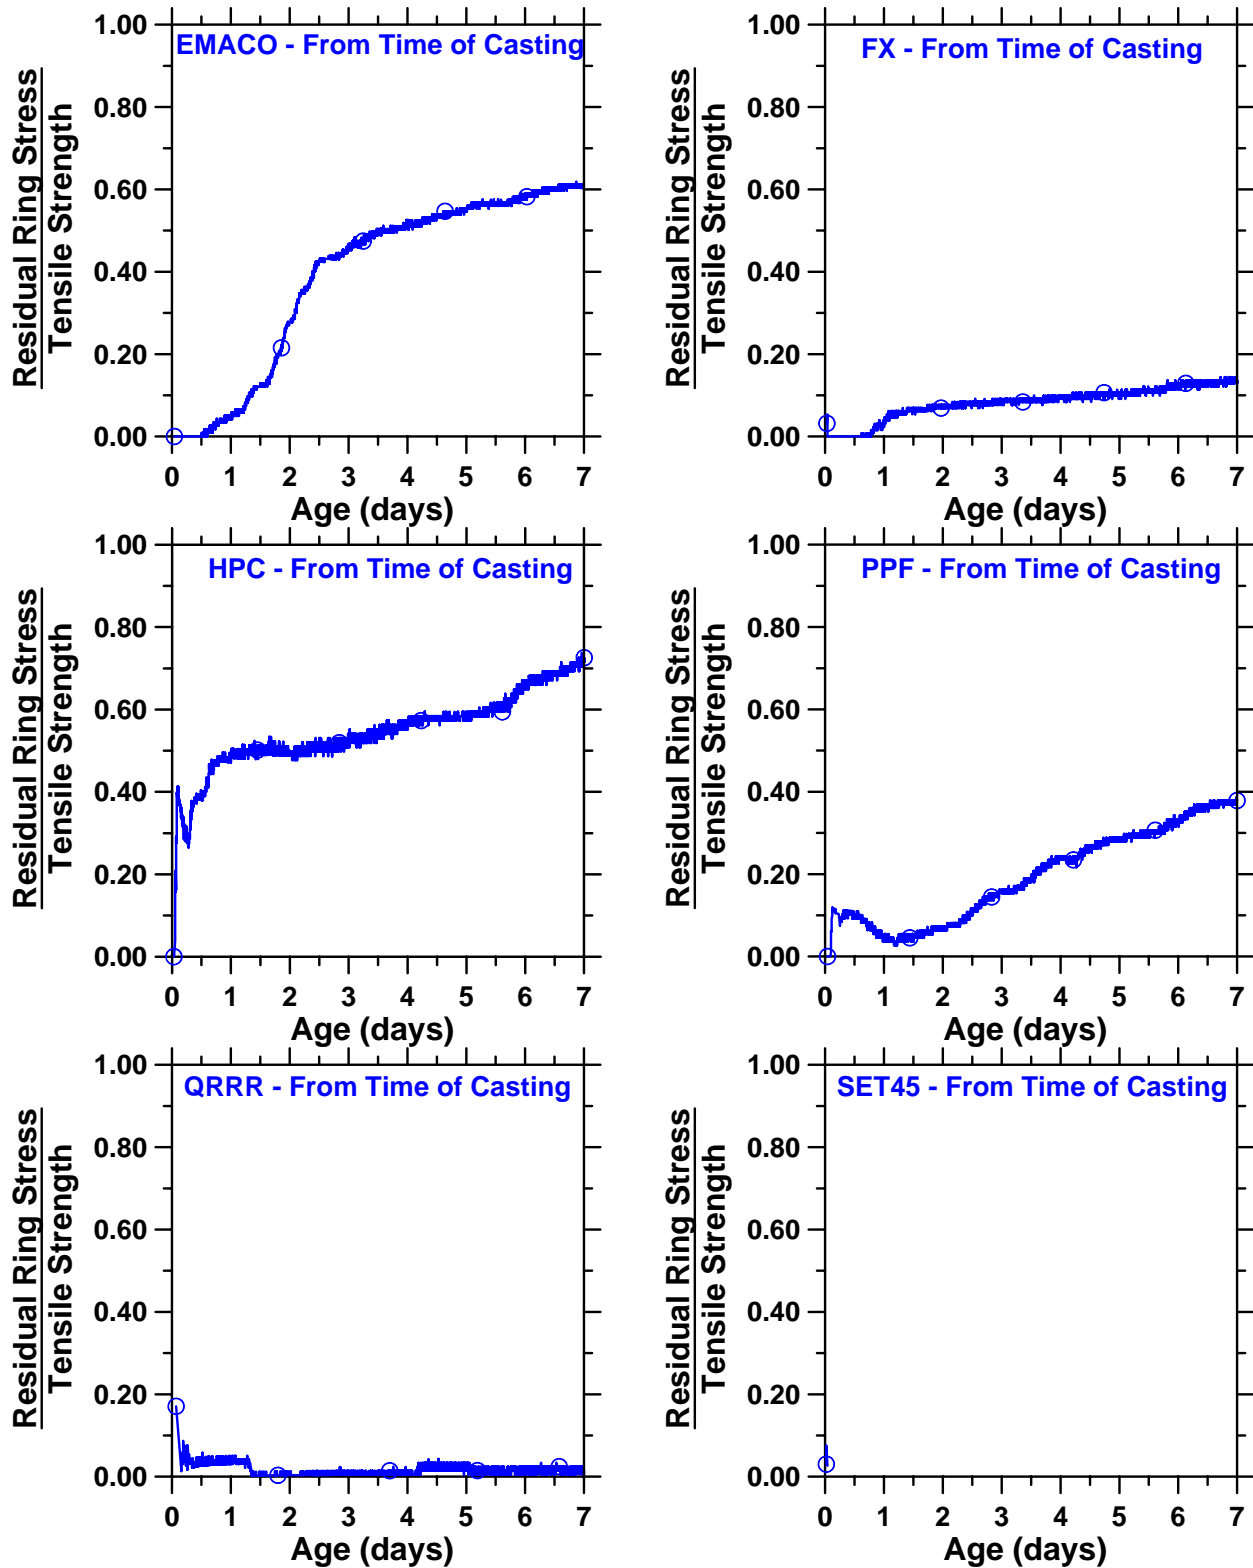 EMACO - From Time of Casting
Residual Ring Stress
Tensile Strength
1.00
0.80
0.60
0.40
0.20
0.00
0 1 2 3 4 5 6 7
Age (days)
FX - From Time of Casting
Residual Ring Stress
Tensile Strength
1.00
0.80
0.60
0.40
0.20
0.00
0 1 2 3 4 5 6 7
Age (days)
HPC - From Time of Casting
Residual Ring Stress
Tensile Strength
1.00
0.80
0.60
0.40
0.20
0.00
0 1 2 3 4 5 6 7
Age (days)
PPF - From Time of Casting
Residual Ring Stress
Tensile Strength
1.00
0.80
0.60
0.40
0.20
0.00
0 1 2 3 4 5 6 7
Age (days)
QRRR - From Time of Casting
Residual Ring Stress
Tensile Strength
1.00
0.80
0.60
0.40
0.20
0.00
0 1 2 3 4 5 6 7
Age (days)
SET45 - From Time of Casting
Residual Ring Stress
Tensile Strength
1.00
0.80
0.60
0.40
0.20
0.00
0 1 2 3 4 5 6 7
Age (days)